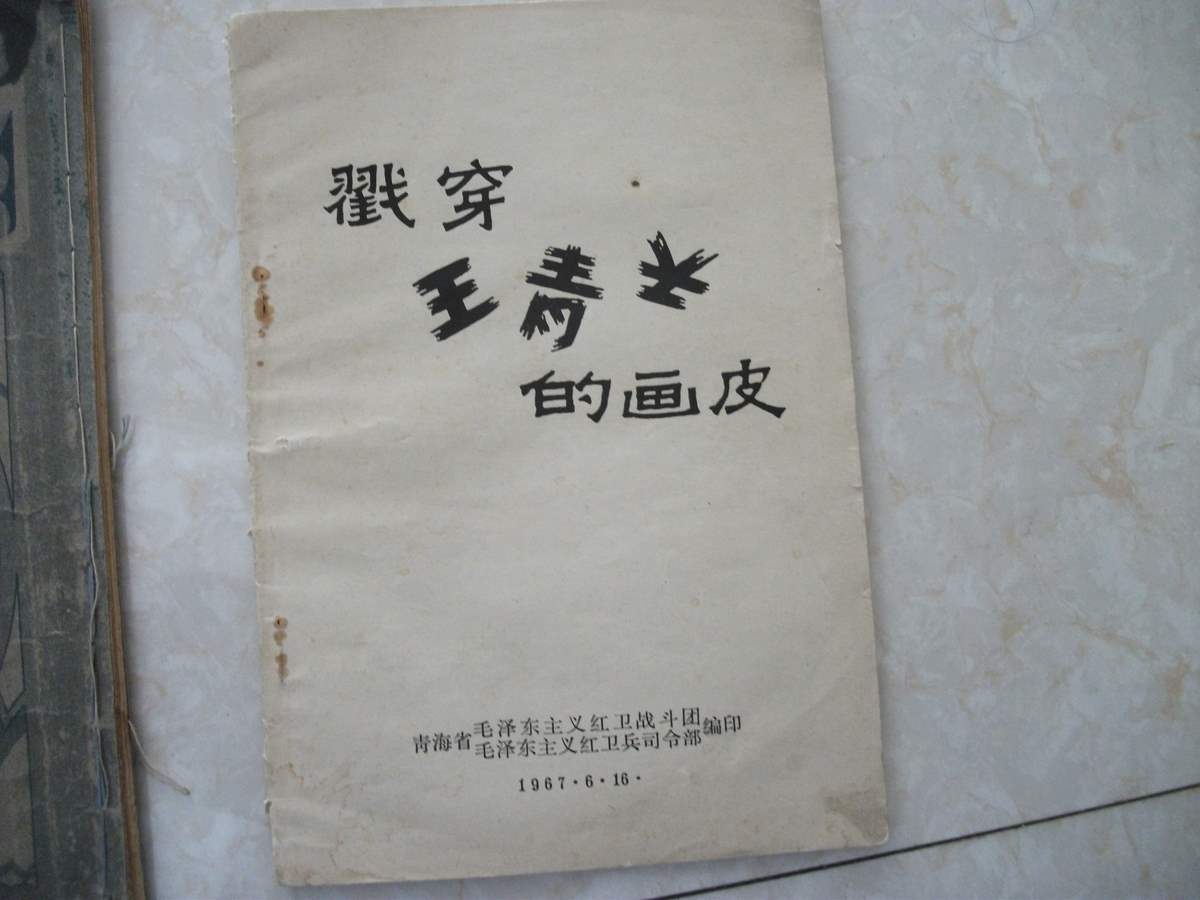 戳穿
王青天
的画皮
青海省毛泽东主义红卫战斗团
毛泽东主义红卫兵司令部编印
1967·6·16·